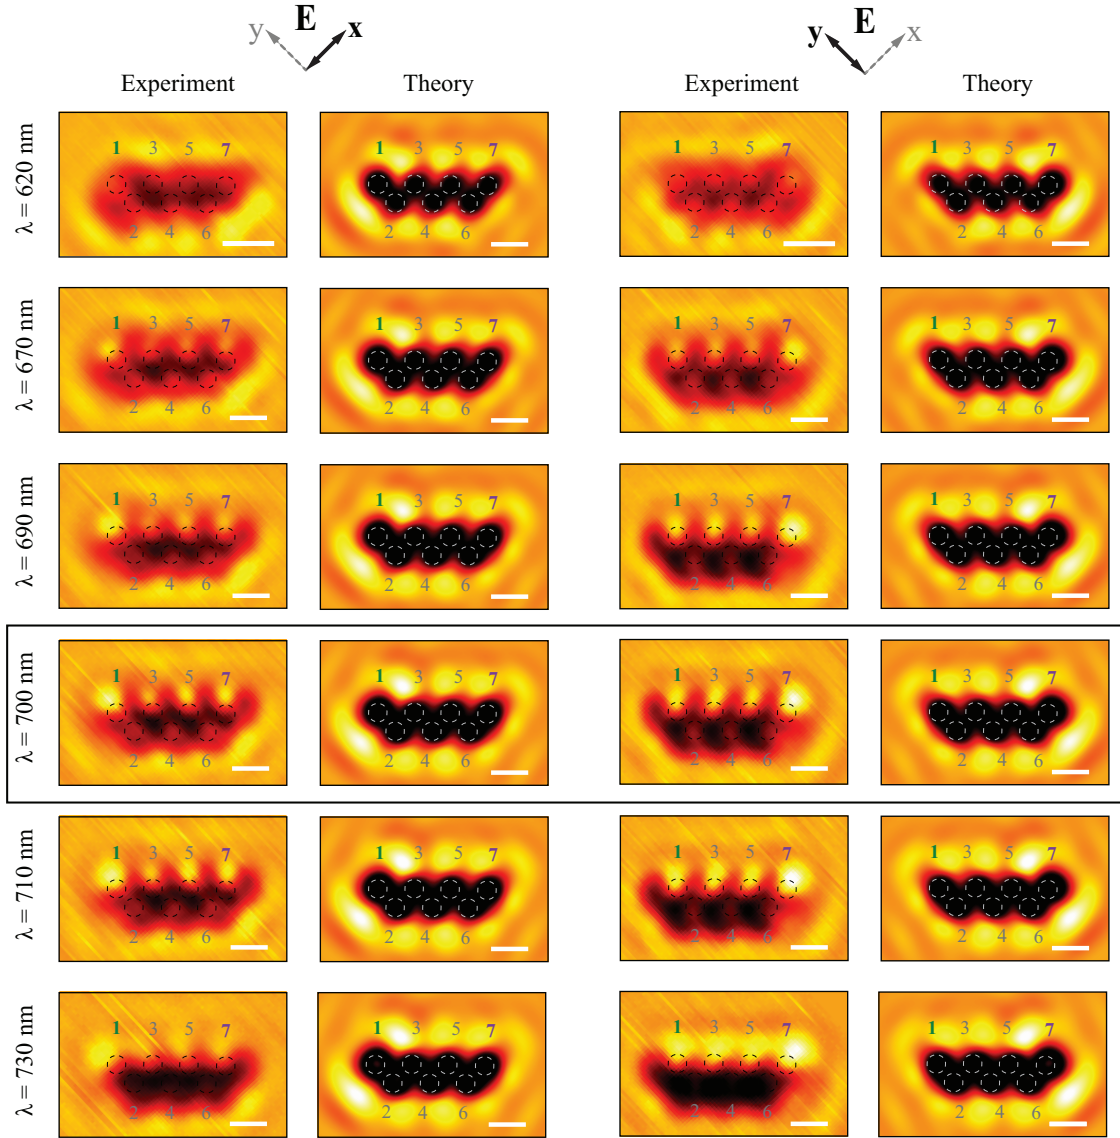 E E
y x y x
Experiment Theory Experiment Theory
λ = 620 nm
1 3 5 7 1 3 5 7 1 3 5 7 1 3 5 7
2 4 6 2 4 6 2 4 6 2 4 6
λ = 670 nm
1 3 5 7 1 3 5 7 1 3 5 7 1 3 5 7
2 4 6 2 4 6 2 4 6 2 4 6
λ = 690 nm
1 3 5 7 1 3 5 7 1 3 5 7 1 3 5 7
2 4 6 2 4 6 2 4 6 2 4 6
λ = 700 nm
1 3 5 7 1 3 5 7 1 3 5 7 1 3 5 7
2 4 6 2 4 6 2 4 6 2 4 6
λ = 710 nm
1 3 5 7 1 3 5 7 1 3 5 7 1 3 5 7
2 4 6 2 4 6 2 4 6 2 4 6
λ = 730 nm
1 3 5 7 1 3 5 7 1 3 5 7 1 3 5 7
2 4 6 2 4 6 2 4 6 2 4 6